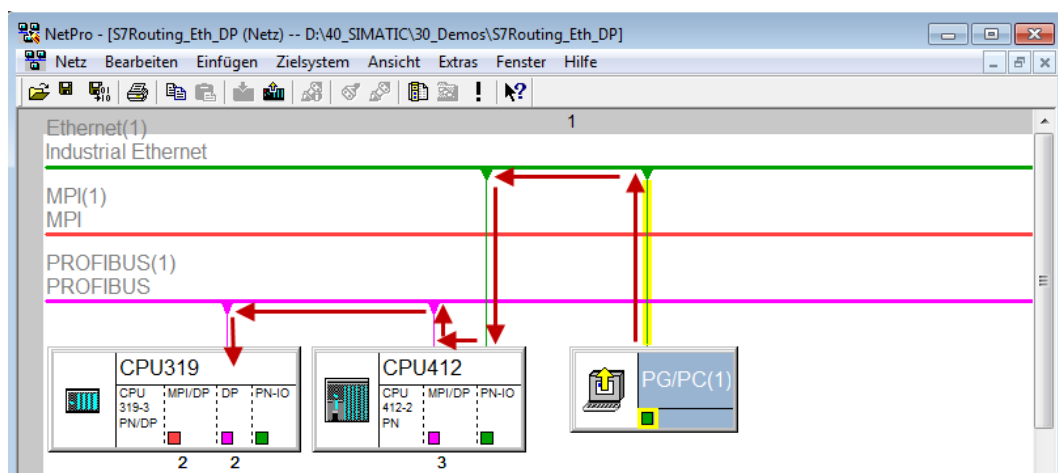 NetPro - [S7Routing_Eth_DP (Netz) -- D:\40_SIMATIC\30_Demos\S7Routing_Eth_DP]
Netz Bearbeiten Einfügen Zielsystem Ansicht Extras Fenster Hilfe
1
Ethernet(1)
Industrial Ethernet
MPI(1)
MPI
PROFIBUS(1)
PROFIBUS
CPU319
CPU 319-3 PN/DP
MPI/DP
DP
PN-IO
2
2
CPU412
CPU 412-2 PN
MPI/DP
PN-IO
3
PG/PC(1)